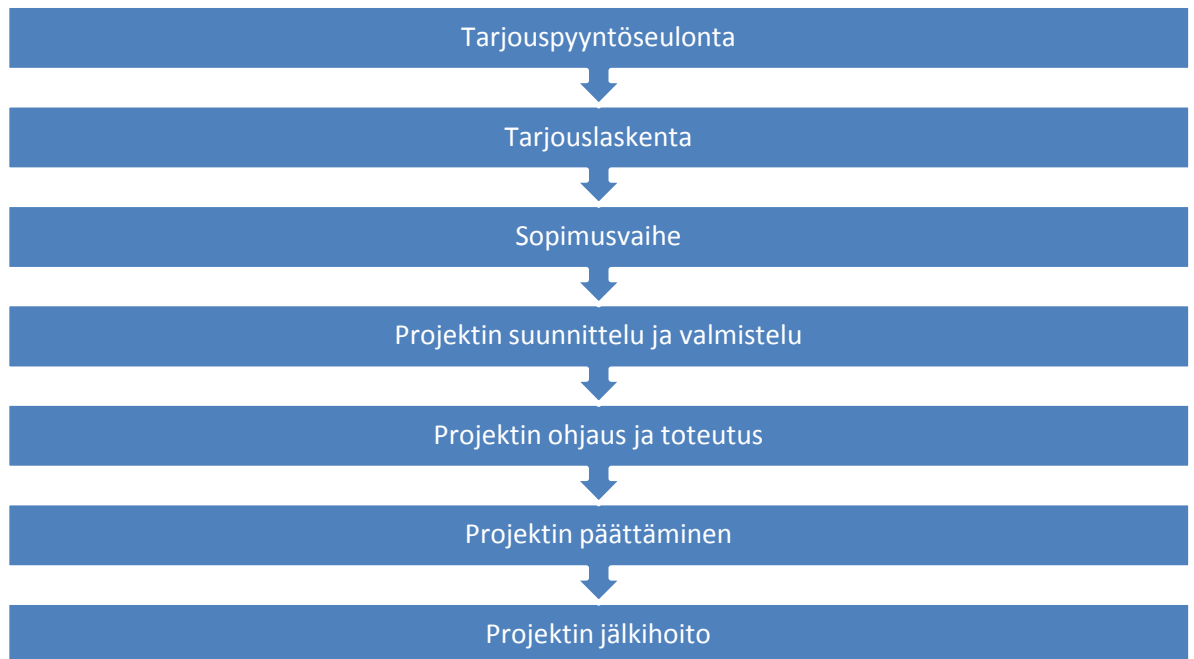 Tarjouspyyntöseulonta
Tarjouslaskenta
Sopimusvaihe
Projektin suunnittelu ja valmistelu
Projektin ohjaus ja toteutus
Projektin päättäminen
Projektin jälkihoito